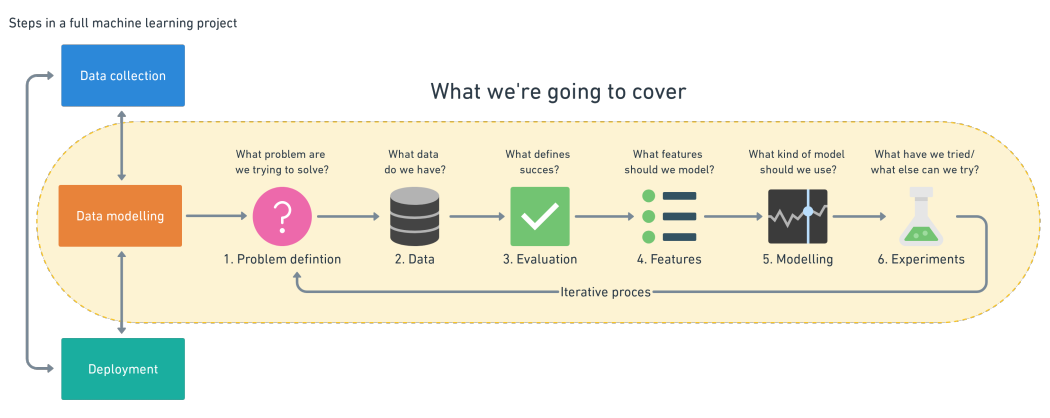 Steps in a full machine learning project
Data collection
What we're going to cover
What problem are
we trying to solve?
What data
do we have?
What defines
succes?
What features
should we model?
What kind of model
should we use?
What have we tried/
what else can we try?
Data modelling
?
1. Problem defintion
2. Data
3. Evaluation
4. Features
5. Modelling
6. Experiments
Iterative proces
Deployment